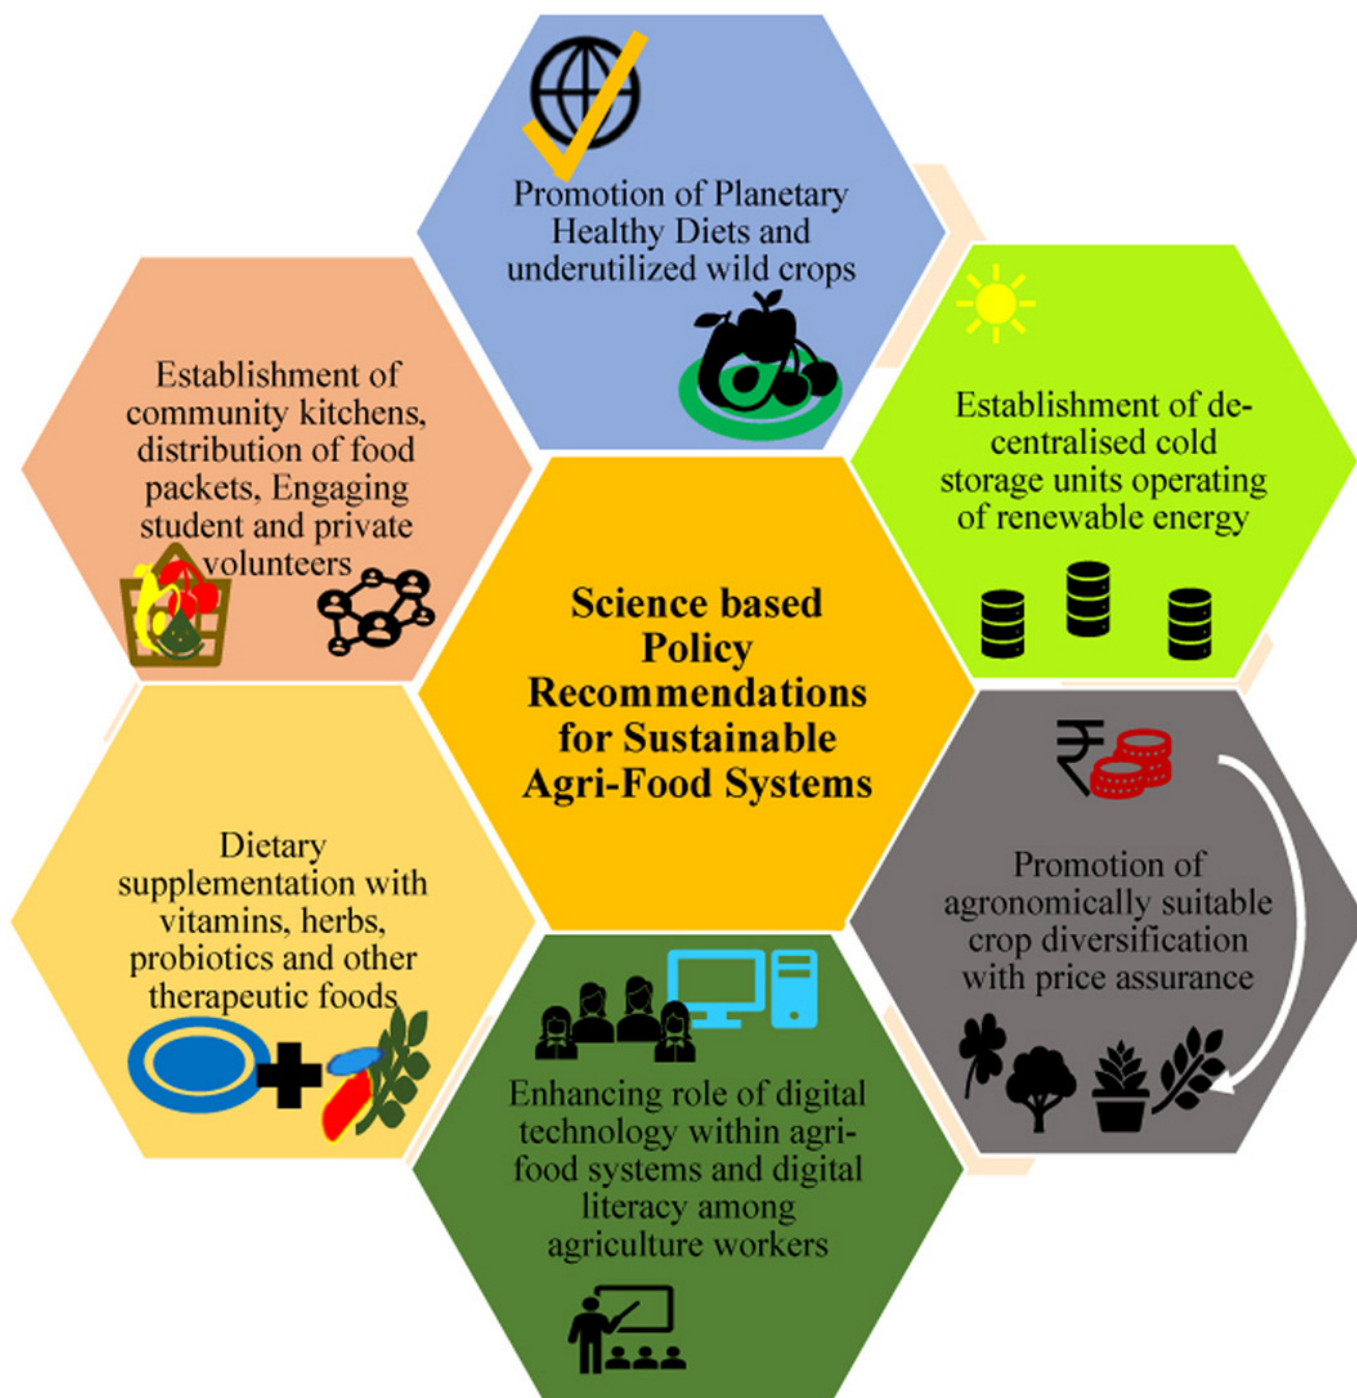 Promotion of Planetary
Healthy Diets and
underutilized wild crops
Establishment of
community kitchens,
distribution of food
packets, Engaging
student and private
volunteers
Establishment of de-
centralised cold
storage units operating
of renewable energy
Science based
Policy
Recommendations
for Sustainable
Agri-Food Systems
Dietary
supplementation with
vitamins, herbs,
probiotics and other
therapeutic foods
₹
Promotion of
agronomically suitable
crop diversification
with price assurance
Enhancing role of digital
technology within agri-
food systems and digital
literacy among
agriculture workers